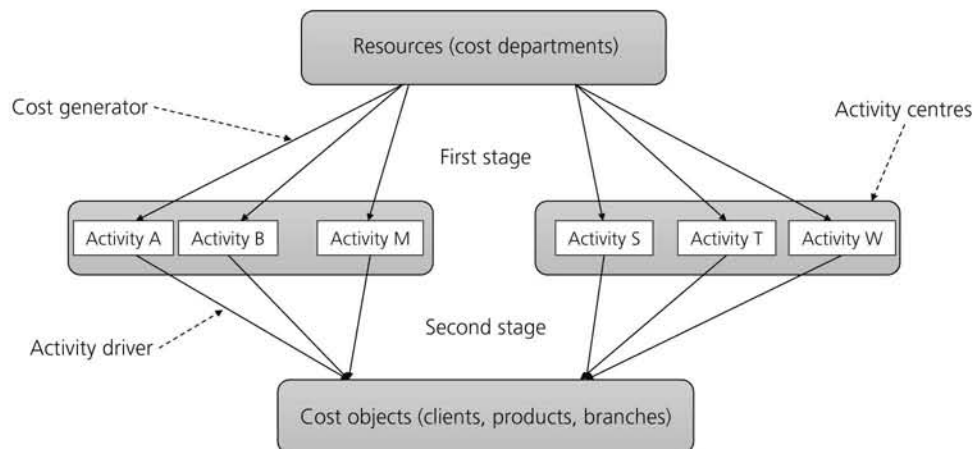 Resources (cost departments)
Cost generator
Activity centres
First stage
Activity A
Activity B
Activity M
Activity S
Activity T
Activity W
Second stage
Activity driver
Cost objects (clients, products, branches)